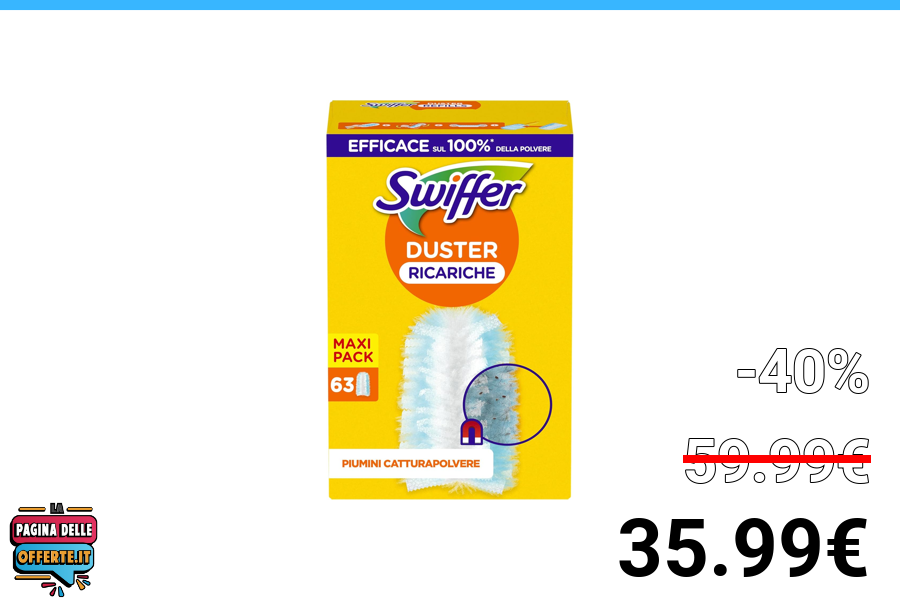 EFFICACE SUL 100%* DELLA POLVERE
Swiffer
DUSTER
RICARICHE
MAXI
PACK
63
PIUMINI CATTURAPOLVERE
-40%
59.99€
35.99€
LA
PAGINA DELLE
OFFERTE.IT